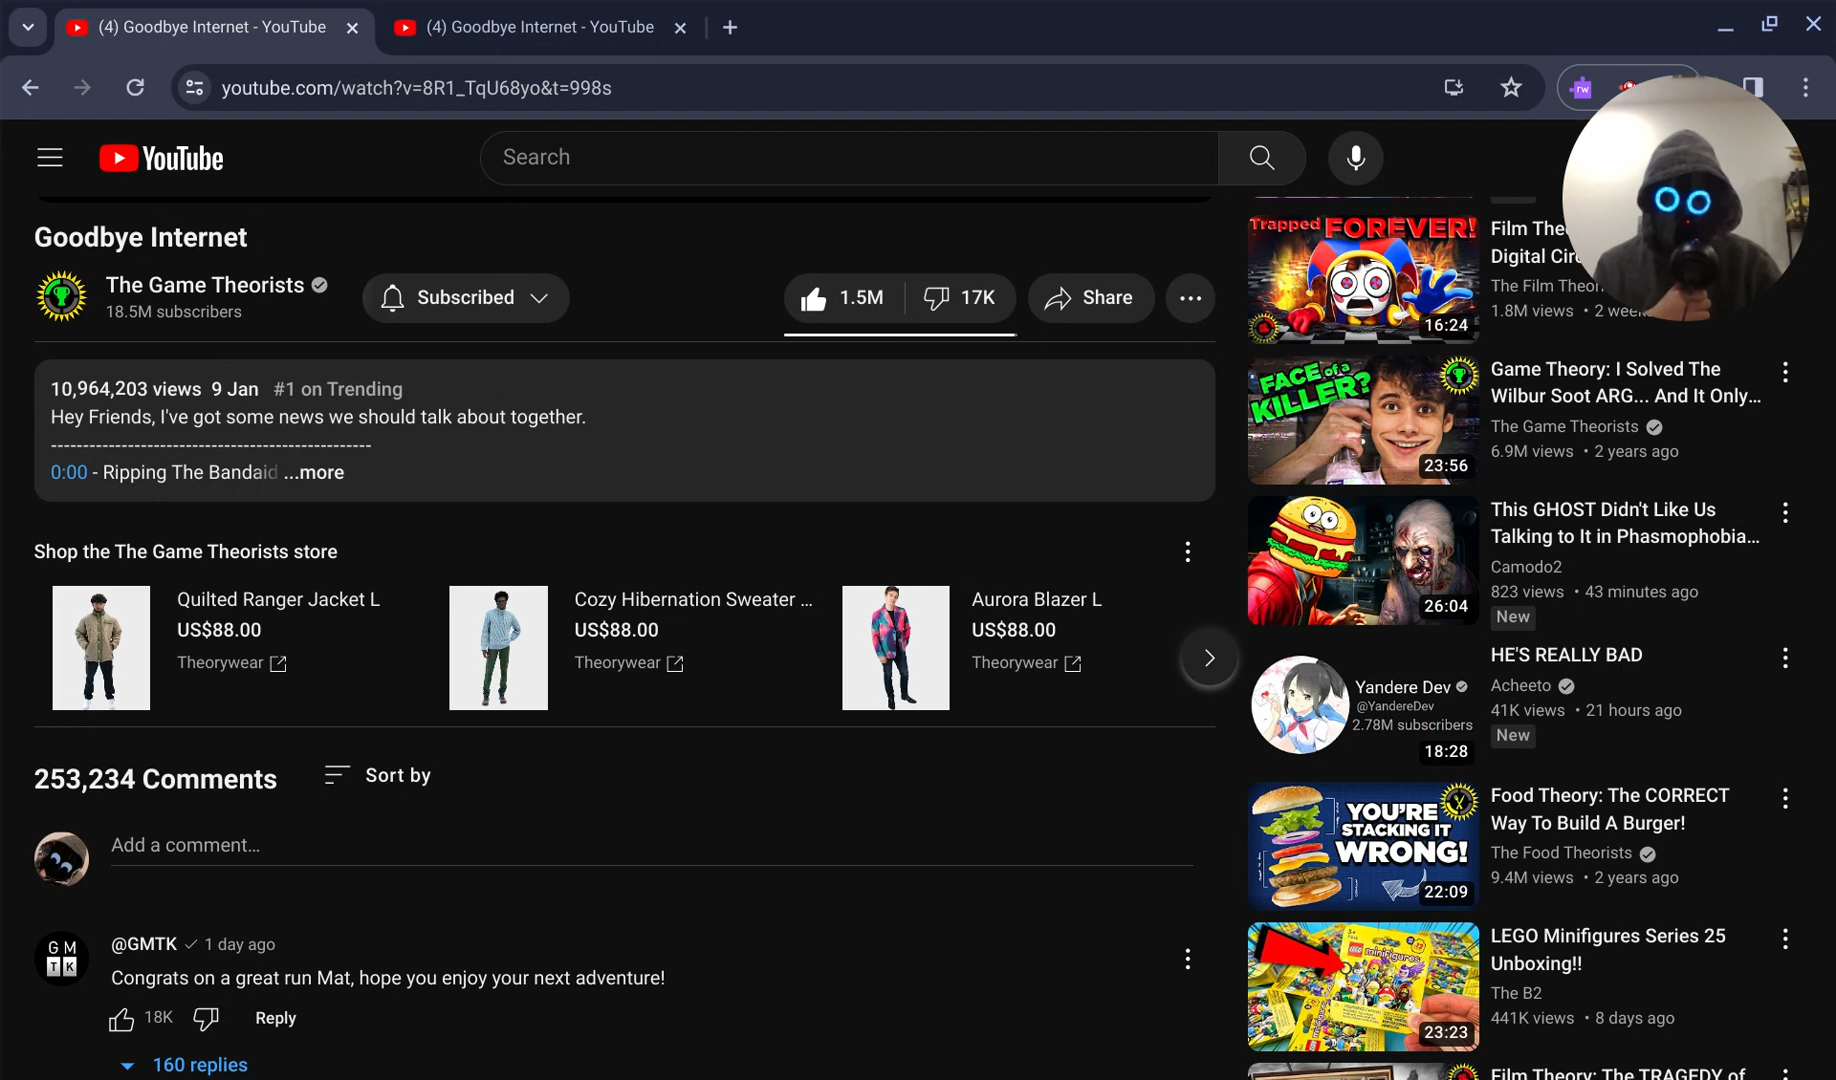 (4) Goodbye Internet - YouTube
(4) Goodbye Internet - YouTube
youtube.com/watch?v=8R1_TqU68yo&t=998s
rw
YouTube
Search
Goodbye Internet
The Game Theorists
18.5M subscribers
Subscribed
1.5M
17K
Share
10,964,203 views 9 Jan #1 on Trending
Hey Friends, I've got some news we should talk about together.
--------------------------------------------------
0:00 - Ripping The Bandaid ...more
Shop the The Game Theorists store
Quilted Ranger Jacket L
US$88.00
Theorywear
Cozy Hibernation Sweater ...
US$88.00
Theorywear
Aurora Blazer L
US$88.00
Theorywear
253,234 Comments
Sort by
Add a comment...
G M
T K
@GMTK 1 day ago
Congrats on a great run Mat, hope you enjoy your next adventure!
18K
Reply
160 replies
Trapped FOREVER!
16:24
Film
Digital
The Film
1.8M views • 2
FACE of a
KILLER?
23:56
Game Theory: I Solved The
Wilbur Soot ARG... And It Only...
The Game Theorists
6.9M views • 2 years ago
26:04
This GHOST Didn't Like Us
Talking to It in Phasmophobia...
Camodo2
823 views • 43 minutes ago
New
Yandere Dev
@YandereDev
2.78M subscribers
18:28
HE'S REALLY BAD
Acheeto
41K views • 21 hours ago
New
YOU'RE
STACKING IT
WRONG!
22:09
Food Theory: The CORRECT
Way To Build A Burger!
The Food Theorists
9.4M views • 2 years ago
minifigures
23:23
LEGO Minifigures Series 25
Unboxing!!
The B2
441K views • 8 days ago
Film Theory: The TRAGEDY of